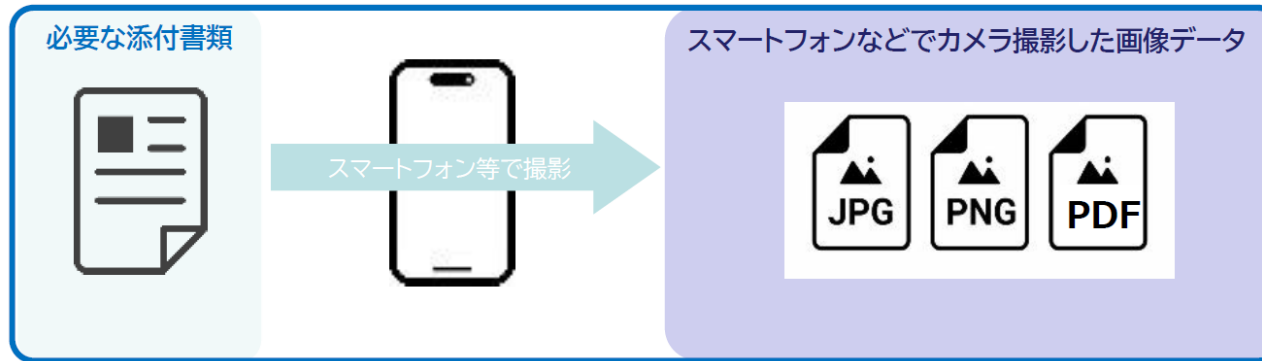 必要な添付書類
スマートフォン等で撮影
スマートフォンなどでカメラ撮影した画像データ
JPG
PNG
PDF